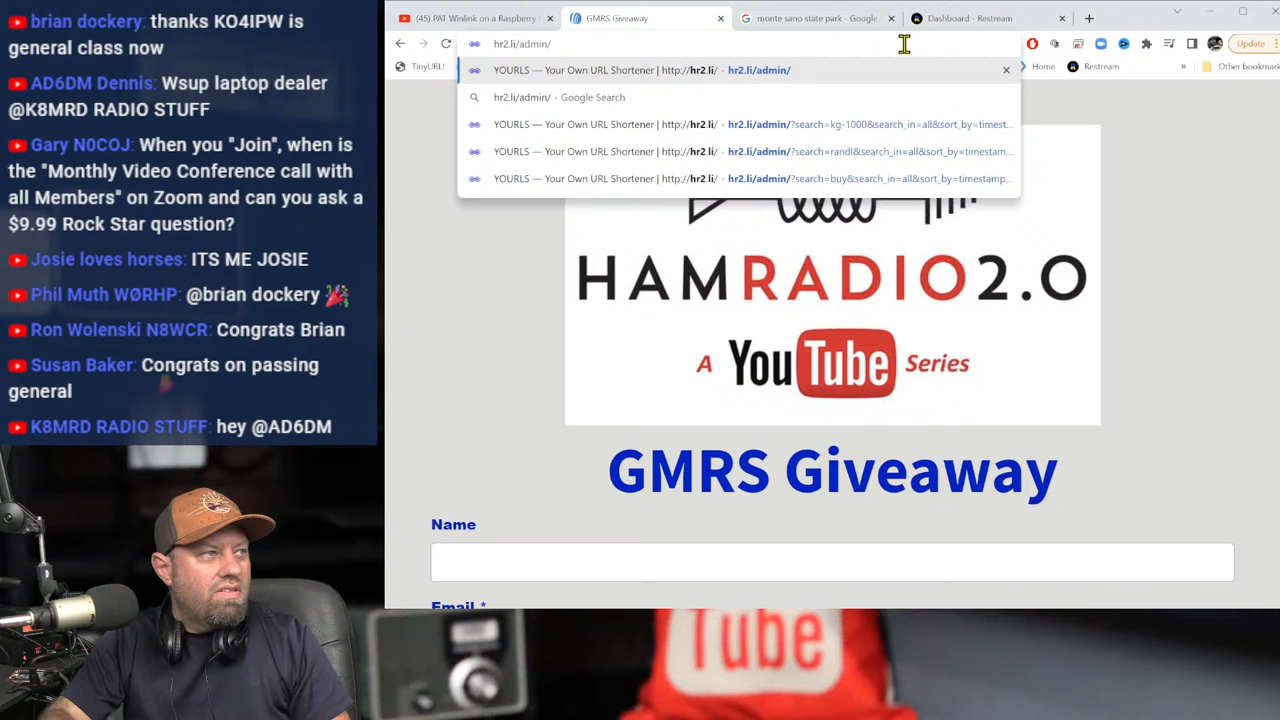 brian dockery: thanks KO4IPW is
general class now
AD6DM Dennis: Wsup laptop dealer
@K8MRD RADIO STUFF
Gary N0COJ: When you "Join", when is
the "Monthly Video Conference call with
all Members" on Zoom and can you ask a
$9.99 Rock Star question?
Josie loves horses: ITS ME JOSIE
Phil Muth WØRHP: @brian dockery 🎉
Ron Wolenski N8WCR: Congrats Brian
Susan Baker: Congrats on passing
general
K8MRD RADIO STUFF: hey @AD6DM
(45) PAT Winlink on a Raspberry
GMRS Giveaway
monte sano state park - Google
Dashboard - Restream
hr2.li/admin/
Update
TinyURL!
Home
Restream
Other bookmar
YOURLS — Your Own URL Shortener | http://hr2.li/ - hr2.li/admin/
hr2.li/admin/ - Google Search
YOURLS — Your Own URL Shortener | http://hr2.li/ - hr2.li/admin/?search=kg-1000&search_in=all&sort_by=timest...
YOURLS — Your Own URL Shortener | http://hr2.li/ - hr2.li/admin/?search=randl&search_in=all&sort_by=timestam...
YOURLS — Your Own URL Shortener | http://hr2.li/ - hr2.li/admin/?search=buy&search_in=all&sort_by=timestamp...
HAMRADIO2.0
A YouTube Series
GMRS Giveaway
Name
Email *
Tube